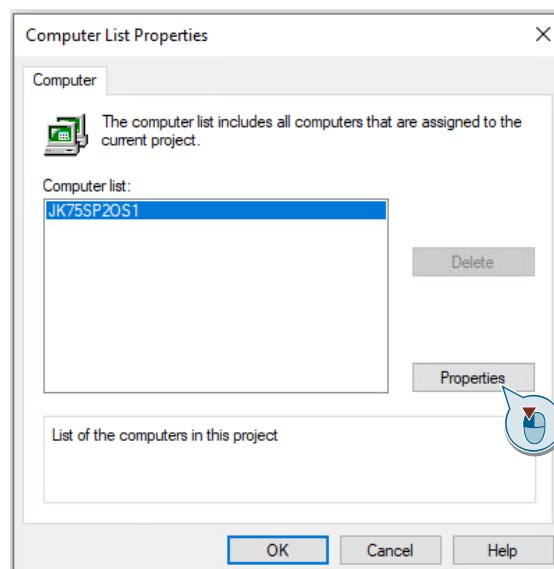 Computer List Properties
Computer
The computer list includes all computers that are assigned to the
current project.
Computer list:
JK75SP2OS1
Delete
Properties
List of the computers in this project
OK
Cancel
Help